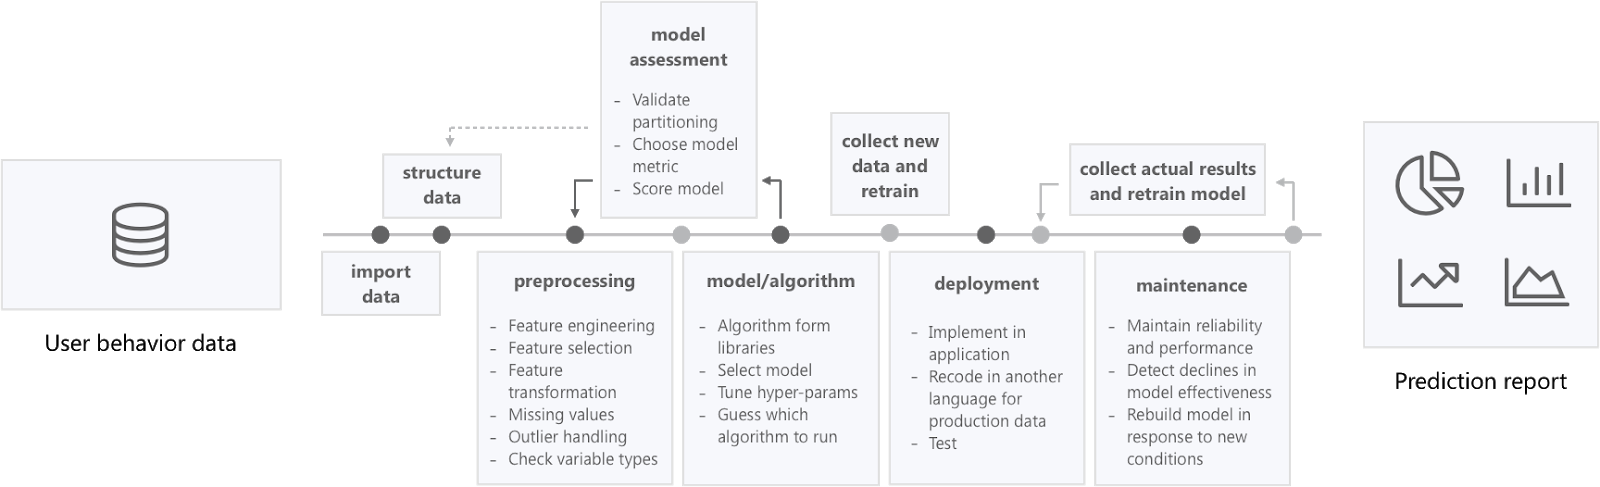 User behavior data
import
data
structure
data
preprocessing
- Feature engineering
- Feature selection
- Feature
transformation
- Missing values
- Outlier handling
- Check variable types
model
assessment
- Validate
partitioning
- Choose model
metric
- Score model
model/algorithm
- Algorithm form
libraries
- Select model
- Tune hyper-params
- Guess which
algorithm to run
collect new
data and
retrain
deployment
- Implement in
application
- Recode in another
language for
production data
- Test
collect actual results
and retrain model
maintenance
- Maintain reliability
and performance
- Detect declines in
model effectiveness
- Rebuild model in
response to new
conditions
Prediction report